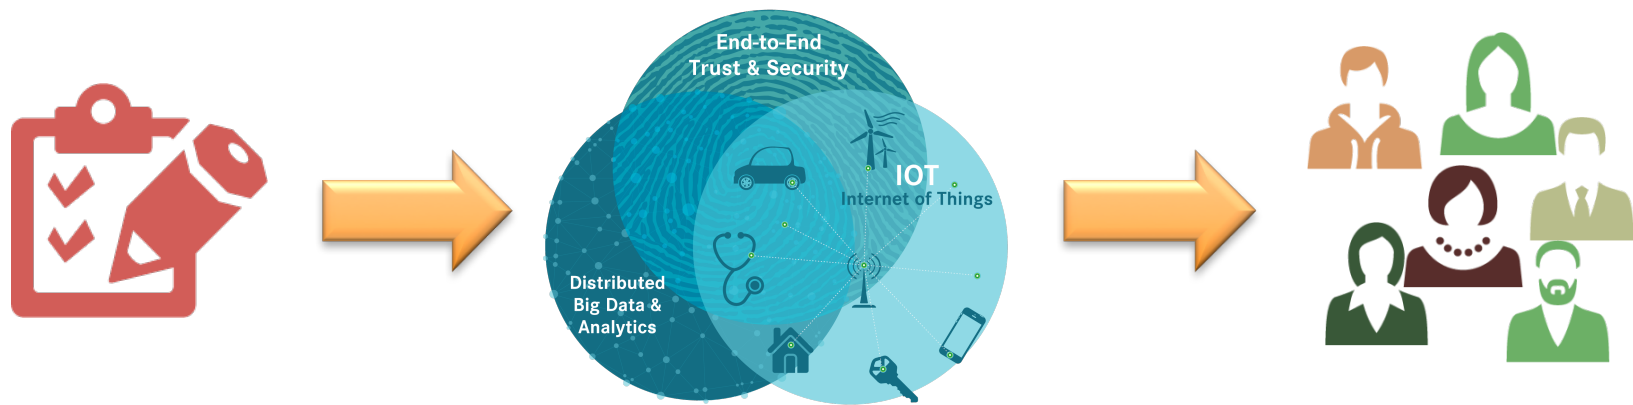 End-to-End
Trust & Security
IOT
Internet of Things
Distributed
Big Data &
Analytics